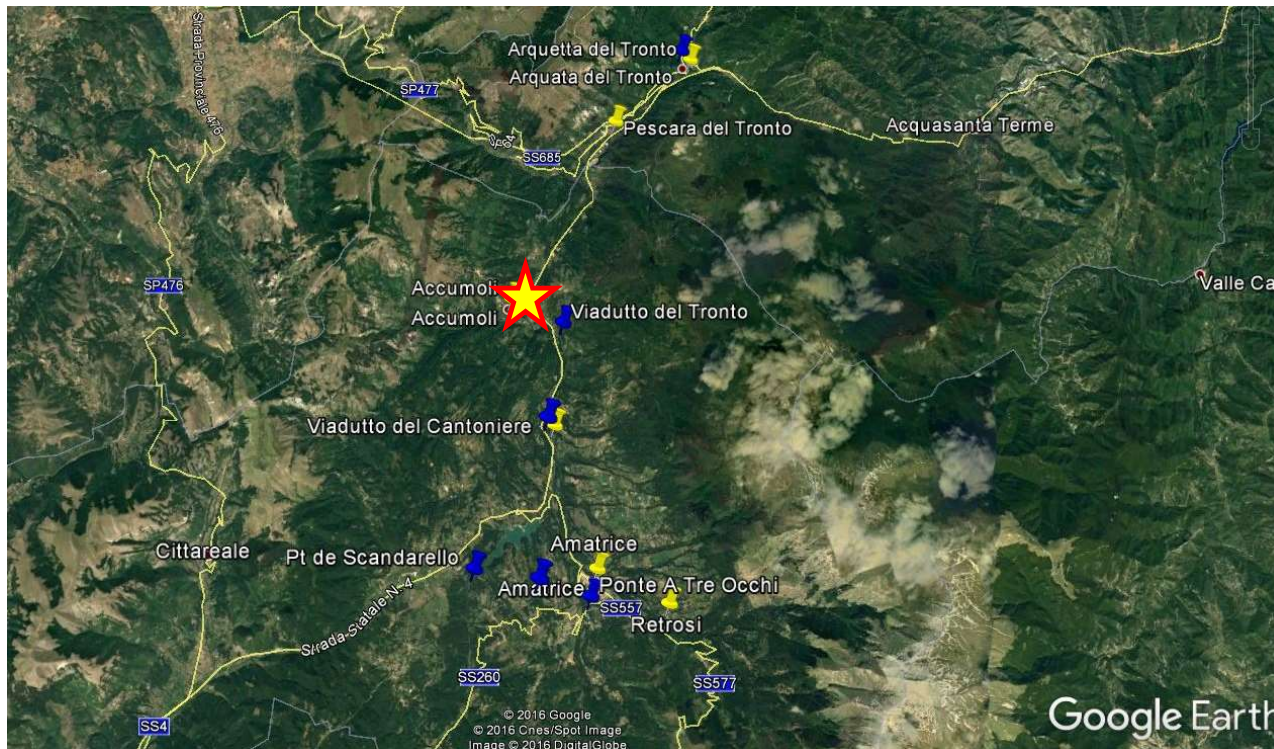 Strada Provinciale 476
Arquetta del Tronto
Arquata del Tronto
SP477
Pescara del Tronto
Acquasanta Terme
SS685
SP476
Accumoli
Accumoli
Viadutto del Tronto
Valle Ca
Viadutto del Cantoniere
Cittareale
Pt de Scandarello
Amatrice
Amatrice
Ponte A Tre Occhi
SS557
Retrosi
Strada Statale N. 4
SS260
SS577
SS4
© 2016 Google
© 2016 Cnes/Spot Image
Image © 2016 DigitalGlobe
Google Earth